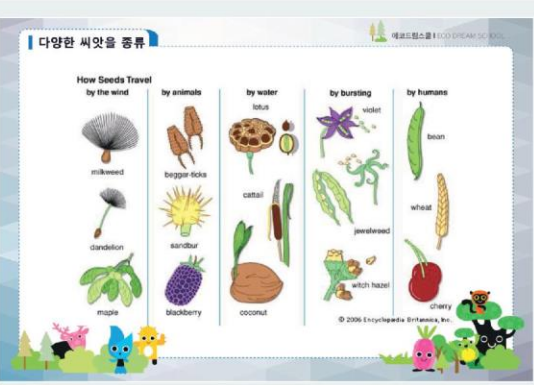 다양한 씨앗을 종류
에코드림스쿨 I ECO DREAM SCHOOL
How Seeds Travel
by the wind
by animals
by water
by bursting
by humans
milkweed
dandelion
maple
beggar-ticks
sandbur
blackberry
lotus
cattail
coconut
violet
jewelweed
witch hazel
bean
wheat
cherry
© 2006 Encyclopædia Britannica, Inc.